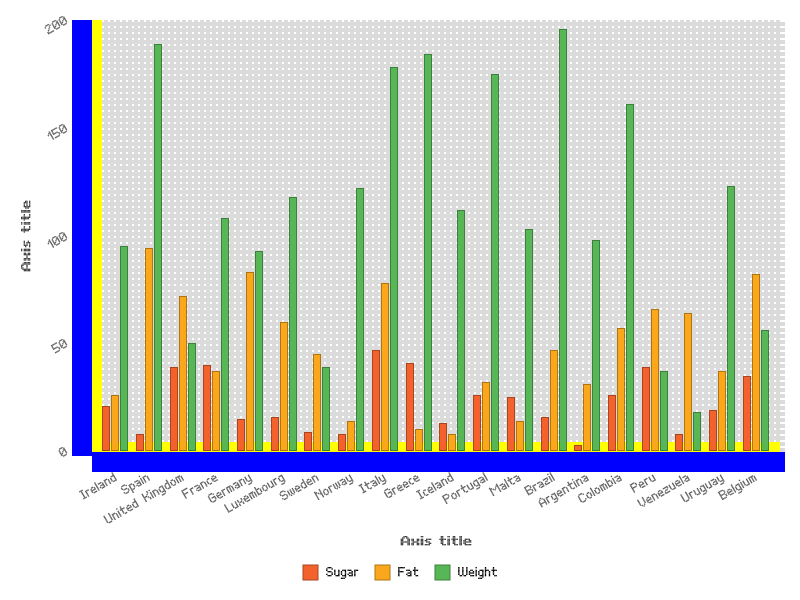 200
150
100
50
0
Axis title
Ireland
Spain
United Kingdom
France
Germany
Luxembourg
Sweden
Norway
Italy
Greece
Iceland
Portugal
Malta
Brazil
Argentina
Colombia
Peru
Venezuela
Uruguay
Belgium
Axis title
Sugar Fat Weight